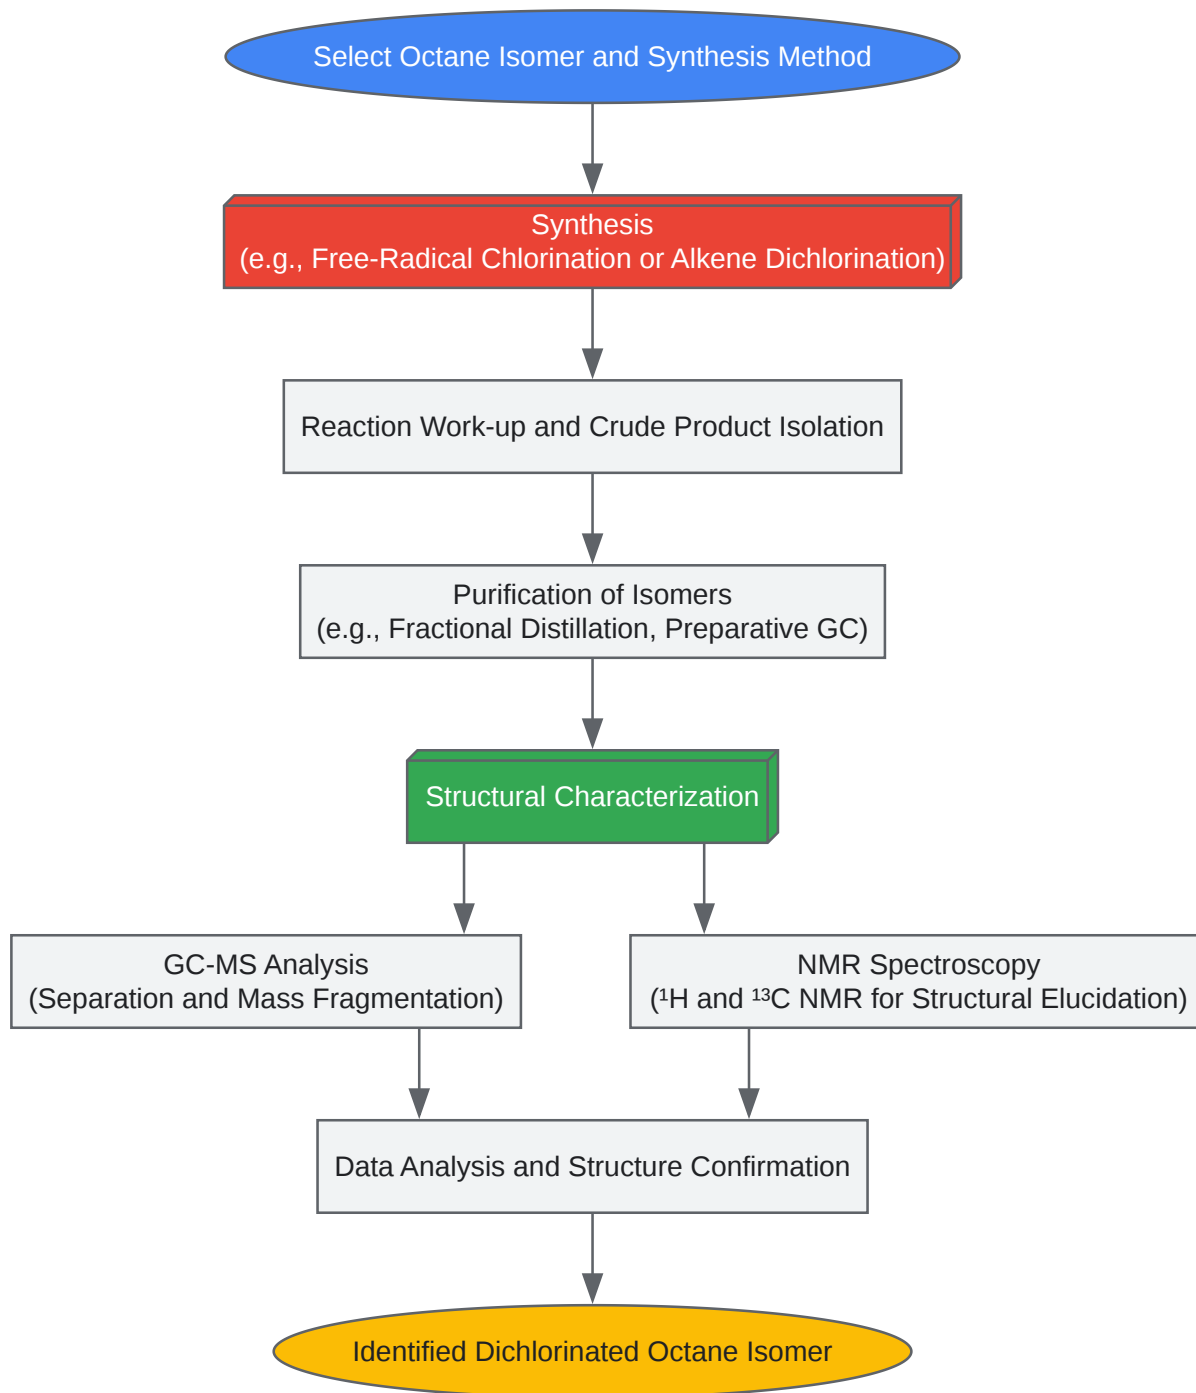 Select Octane Isomer and Synthesis Method
Synthesis
(e.g., Free-Radical Chlorination or Alkene Dichlorination)
Reaction Work-up and Crude Product Isolation
Purification of Isomers
(e.g., Fractional Distillation, Preparative GC)
Structural Characterization
GC-MS Analysis
(Separation and Mass Fragmentation)
NMR Spectroscopy
(¹H and ¹³C NMR for Structural Elucidation)
Data Analysis and Structure Confirmation
Identified Dichlorinated Octane Isomer